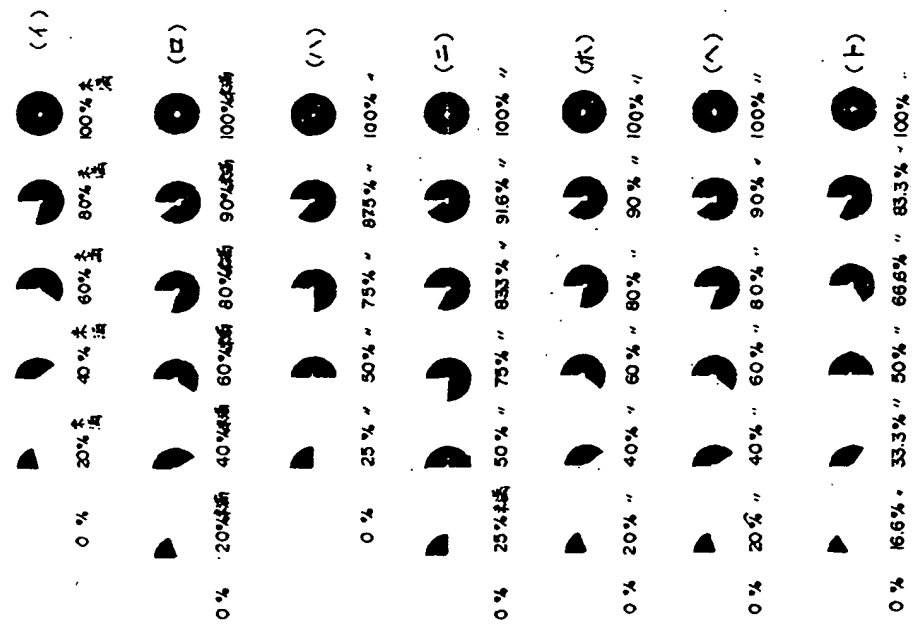 (イ)
0% 20%未満 40%未満 60%未満 80%未満 100%未満
(ロ)
0% 20%未満 40%未満 60%未満 80%未満 90%未満 100%未満
(ハ)
0% 25%〃 50%〃 75%〃 87.5%〃 100%〃
(ニ)
0% 25%未満 50%〃 75%〃 83.3%〃 91.6%〃 100%〃
(ホ)
0% 20%〃 40%〃 60%〃 80%〃 90%〃 100%〃
(ヘ)
0% 20%〃 40%〃 60%〃 80%〃 90%〃 100%〃
(ト)
0% 16.6%〃 33.3%〃 50%〃 66.6%〃 83.3%〃 100%〃